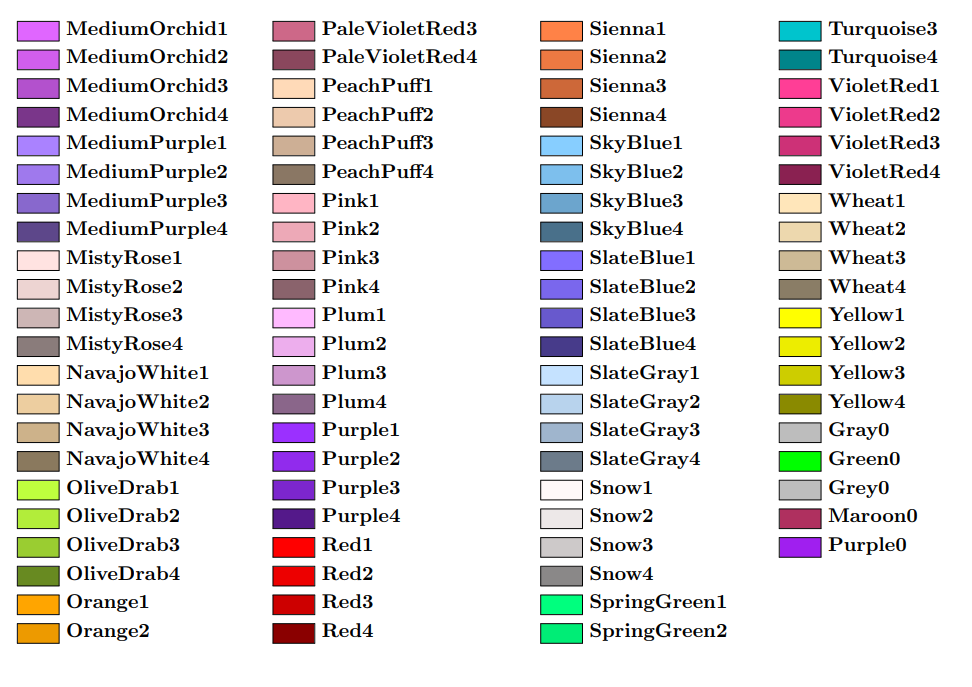 MediumOrchid1
MediumOrchid2
MediumOrchid3
MediumOrchid4
MediumPurple1
MediumPurple2
MediumPurple3
MediumPurple4
MistyRose1
MistyRose2
MistyRose3
MistyRose4
NavajoWhite1
NavajoWhite2
NavajoWhite3
NavajoWhite4
OliveDrab1
OliveDrab2
OliveDrab3
OliveDrab4
Orange1
Orange2
PaleVioletRed3
PaleVioletRed4
PeachPuff1
PeachPuff2
PeachPuff3
PeachPuff4
Pink1
Pink2
Pink3
Pink4
Plum1
Plum2
Plum3
Plum4
Purple1
Purple2
Purple3
Purple4
Red1
Red2
Red3
Red4
Sienna1
Sienna2
Sienna3
Sienna4
SkyBlue1
SkyBlue2
SkyBlue3
SkyBlue4
SlateBlue1
SlateBlue2
SlateBlue3
SlateBlue4
SlateGray1
SlateGray2
SlateGray3
SlateGray4
Snow1
Snow2
Snow3
Snow4
SpringGreen1
SpringGreen2
Turquoise3
Turquoise4
VioletRed1
VioletRed2
VioletRed3
VioletRed4
Wheat1
Wheat2
Wheat3
Wheat4
Yellow1
Yellow2
Yellow3
Yellow4
Gray0
Green0
Grey0
Maroon0
Purple0